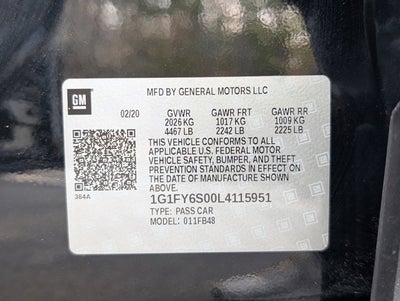 GM
MFD BY GENERAL MOTORS LLC
02/20 GVWR GAWR FRT GAWR RR
2026 KG 1017 KG 1009 KG
4467 LB 2242 LB 2225 LB
THIS VEHICLE CONFORMS TO ALL
APPLICABLE U.S. FEDERAL MOTOR
VEHICLE SAFETY, BUMPER, AND THEFT
PREVENTION STANDARDS IN EFFECT ON
THE DATE OF MANUFACTURE SHOWN
ABOVE.
384A
1G1FY6S00L4115951
TYPE: PASS CAR
MODEL: 011FB48